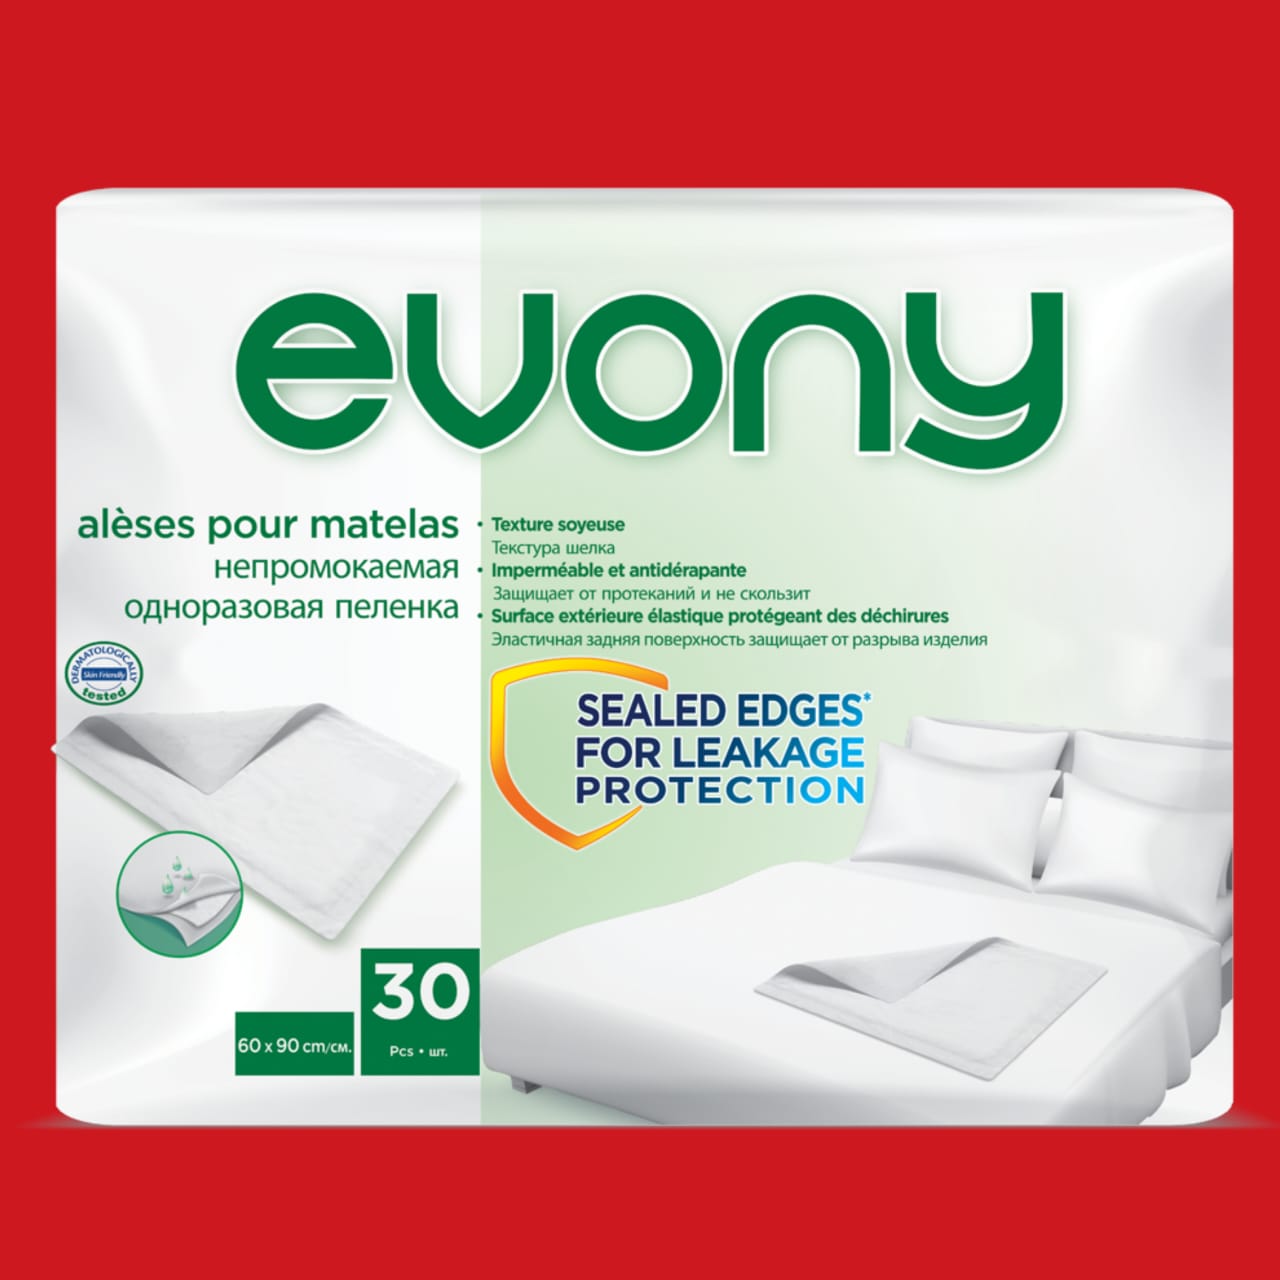 evony
alèses pour matelas
непромокаемая
одноразовая пеленка
• Texture soyeuse
Текстура шелка
• Imperméable et antidérapante
Защищает от протеканий и не скользит
• Surface extérieure élastique protégeant des déchirures
Эластичная задняя поверхность защищает от разрыва изделия
DERMATOLOGICALLY
Skin Friendly
tested
SEALED EDGES*
FOR LEAKAGE
PROTECTION
30
Pcs • шт.
60 x 90 cm/см.